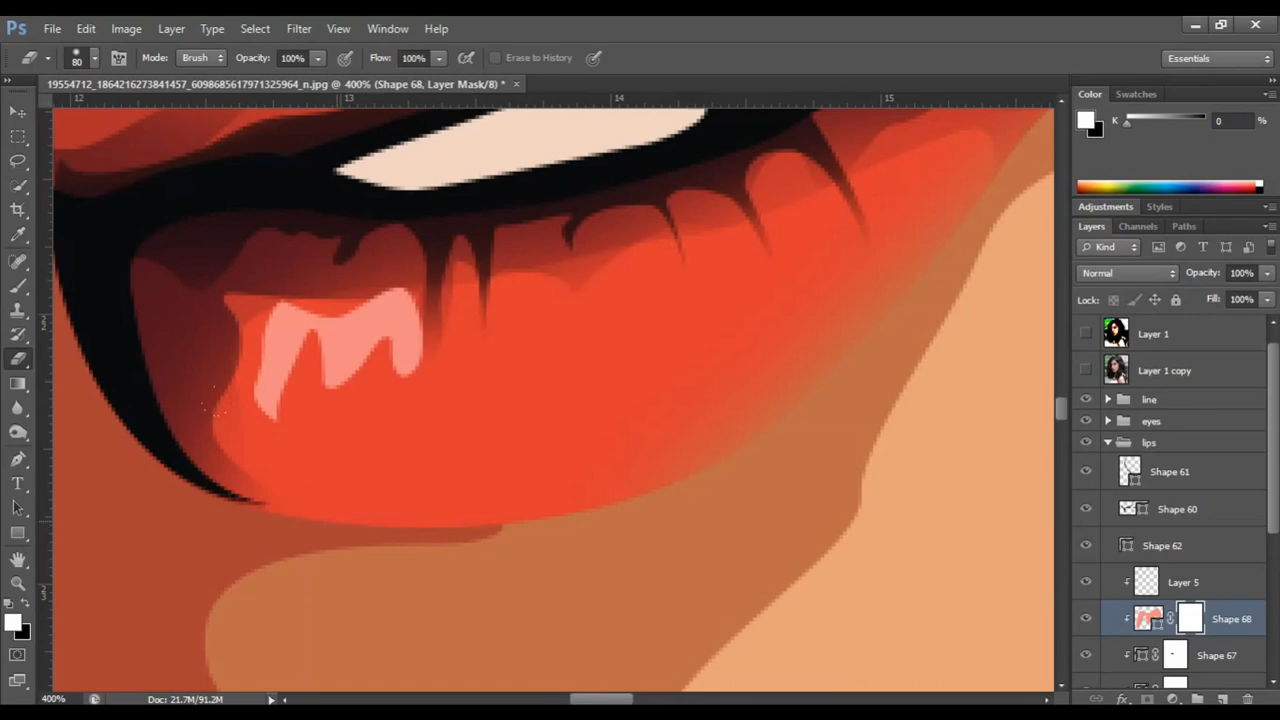 Ps File Edit Image Layer Type Select Filter View Window Help
80 Mode: Brush Opacity: 100% Flow: 100% Erase to History Essentials
19554712_1864216273841457_6098685617971325964_n.jpg @ 400% (Shape 68, Layer Mask/8) * ×
12 13 14 15
Color Swatches
K 0 %
Adjustments Styles
Layers Channels Paths
Kind
Normal Opacity: 100%
Lock: Fill: 100%
Layer 1
Layer 1 copy
line
eyes
lips
Shape 61
Shape 60
Shape 62
Layer 5
Shape 68
Shape 67
400% Doc: 21.7M/91.2M